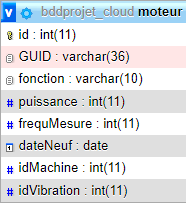 v bddprojet_cloud moteur
id : int(11)
GUID : varchar(36)
fonction : varchar(10)
# puissance : int(11)
# frequMesure : int(11)
dateNeuf : date
# idMachine : int(11)
# idVibration : int(11)